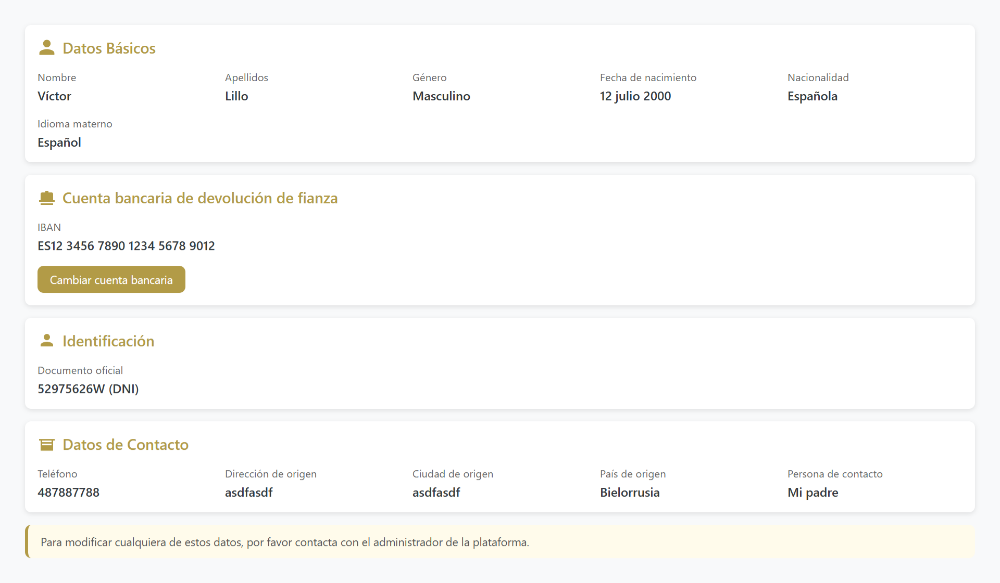 Datos Básicos
Nombre Apellidos Género Fecha de nacimiento Nacionalidad
Víctor Lillo Masculino 12 julio 2000 Española
Idioma materno
Español
Cuenta bancaria de devolución de fianza
IBAN
ES12 3456 7890 1234 5678 9012
Cambiar cuenta bancaria
Identificación
Documento oficial
52975626W (DNI)
Datos de Contacto
Teléfono Dirección de origen Ciudad de origen País de origen Persona de contacto
487887788 asdfasdf asdfasdf Bielorrusia Mi padre
Para modificar cualquiera de estos datos, por favor contacta con el administrador de la plataforma.